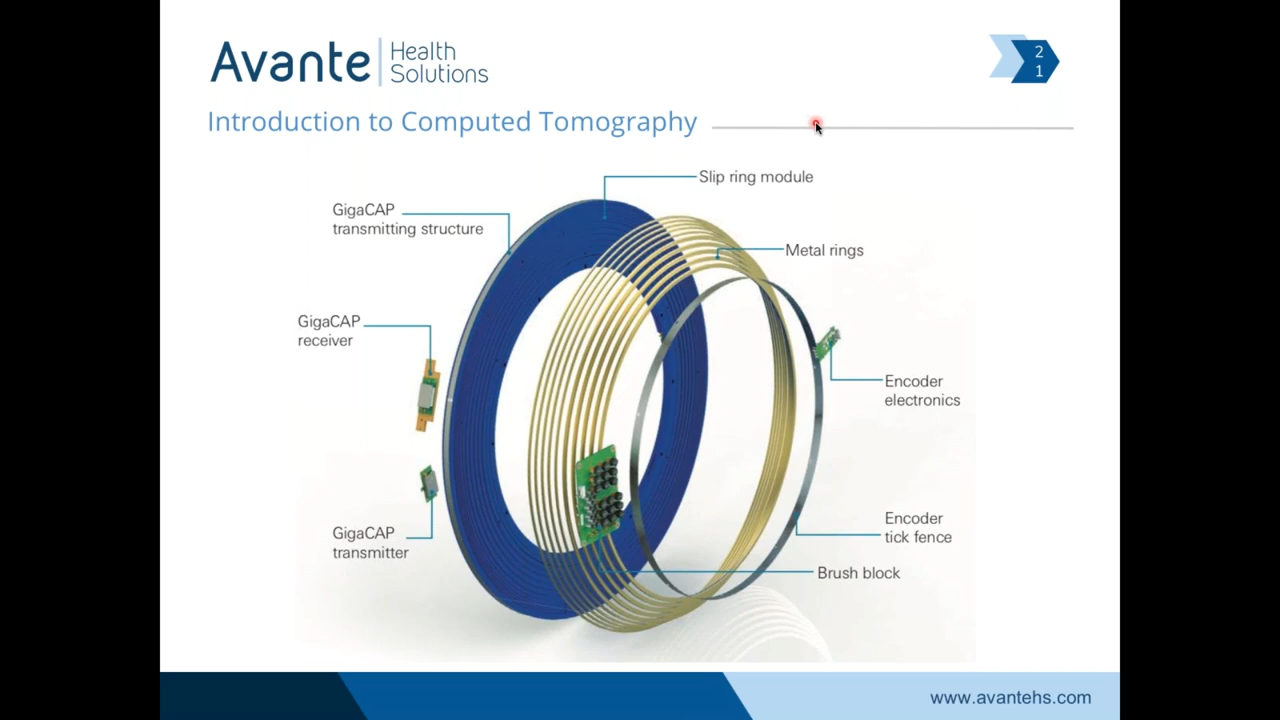 Avante
Health
Solutions
2
1
Introduction to Computed Tomography
Slip ring module
GigaCAP
transmitting structure
Metal rings
GigaCAP
receiver
Encoder
electronics
Encoder
tick fence
GigaCAP
transmitter
Brush block
www.avantehs.com